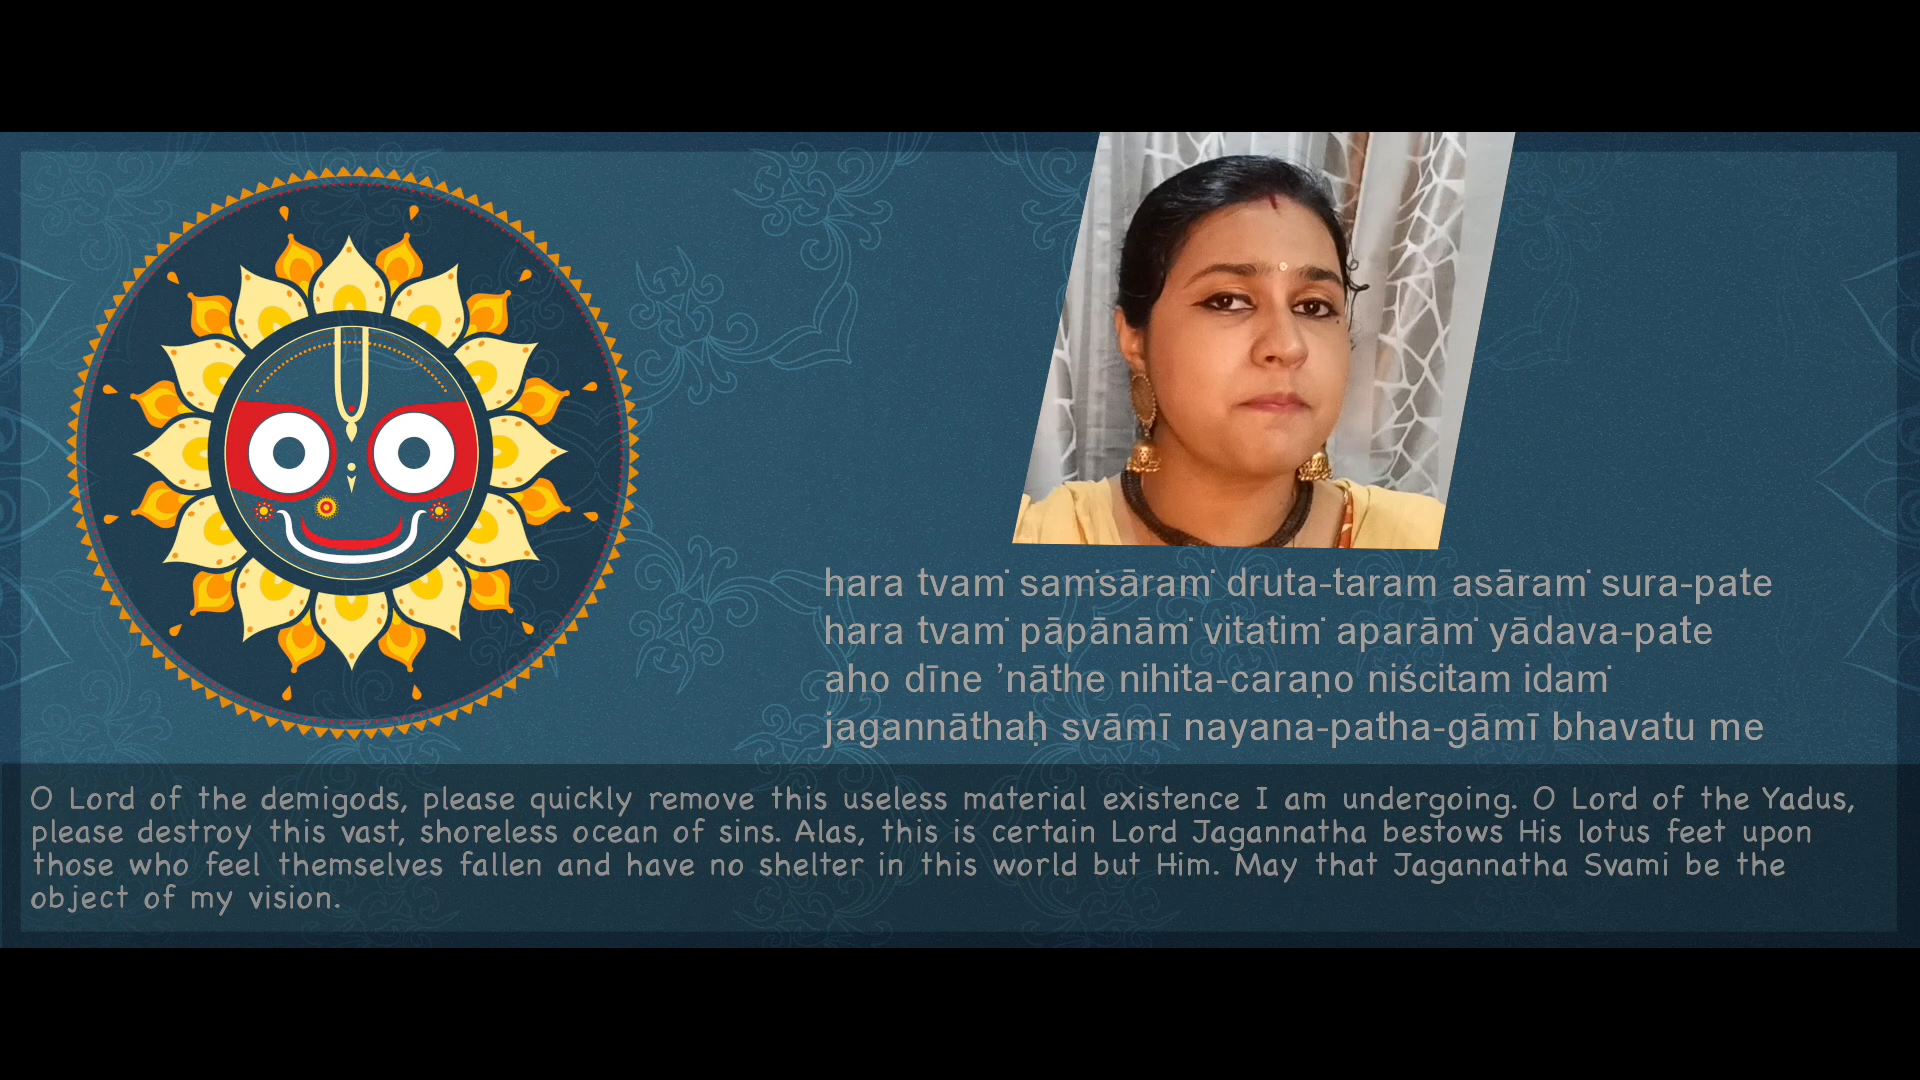 hara tvaṁ saṁsāraṁ druta-taram asāraṁ sura-pate
hara tvaṁ pāpānāṁ vitatim aparāṁ yādava-pate
aho dīne ’nāthe nihita-caraṇo niścitam idaṁ
jagannāthaḥ svāmī nayana-patha-gāmī bhavatu me
O Lord of the demigods, please quickly remove this useless material existence I am undergoing. O Lord of the Yadus,
please destroy this vast, shoreless ocean of sins. Alas, this is certain Lord Jagannatha bestows His lotus feet upon
those who feel themselves fallen and have no shelter in this world but Him. May that Jagannatha Svami be the
object of my vision.